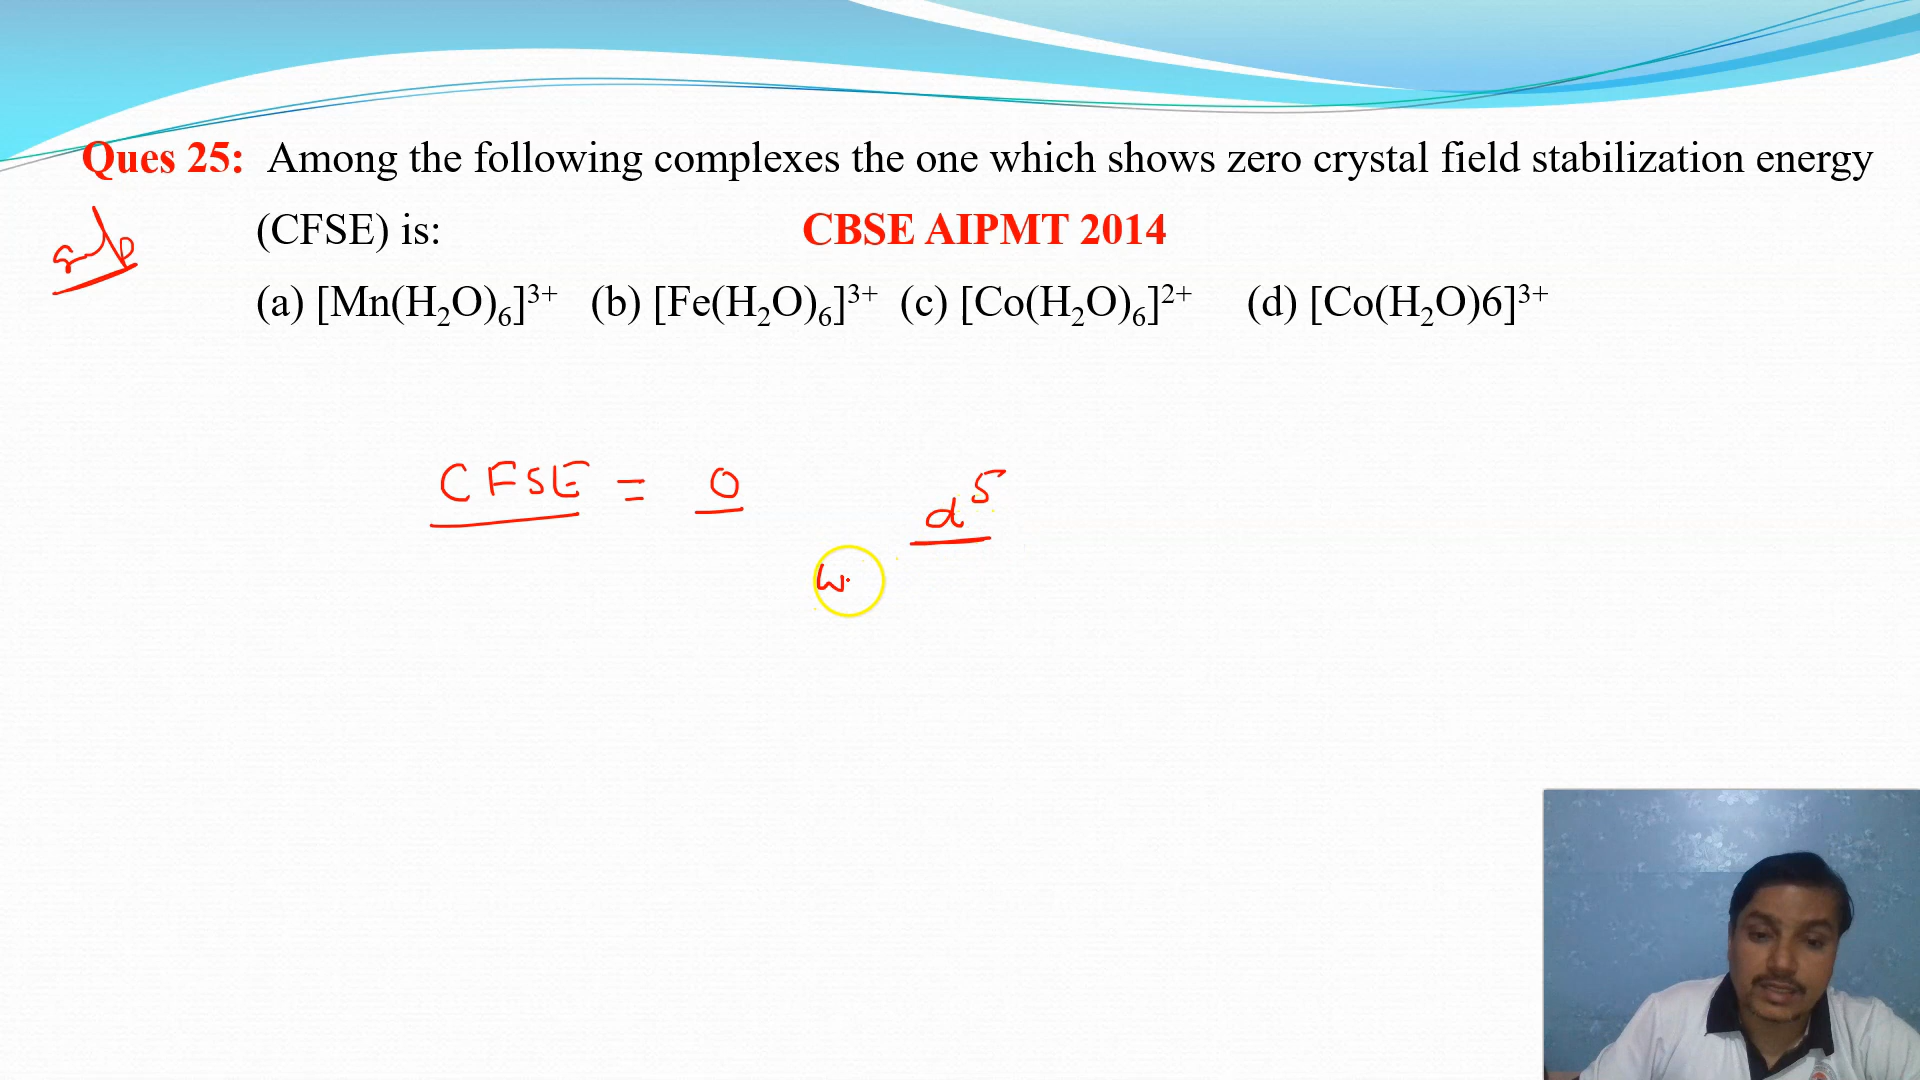 Ques 25: Among the following complexes the one which shows zero crystal field stabilization energy
(CFSE) is: CBSE AIPMT 2014
(a) [Mn(H₂O)₆]³⁺ (b) [Fe(H₂O)₆]³⁺ (c) [Co(H₂O)₆]²⁺ (d) [Co(H₂O)6]³⁺
CFSE = 0 d⁵